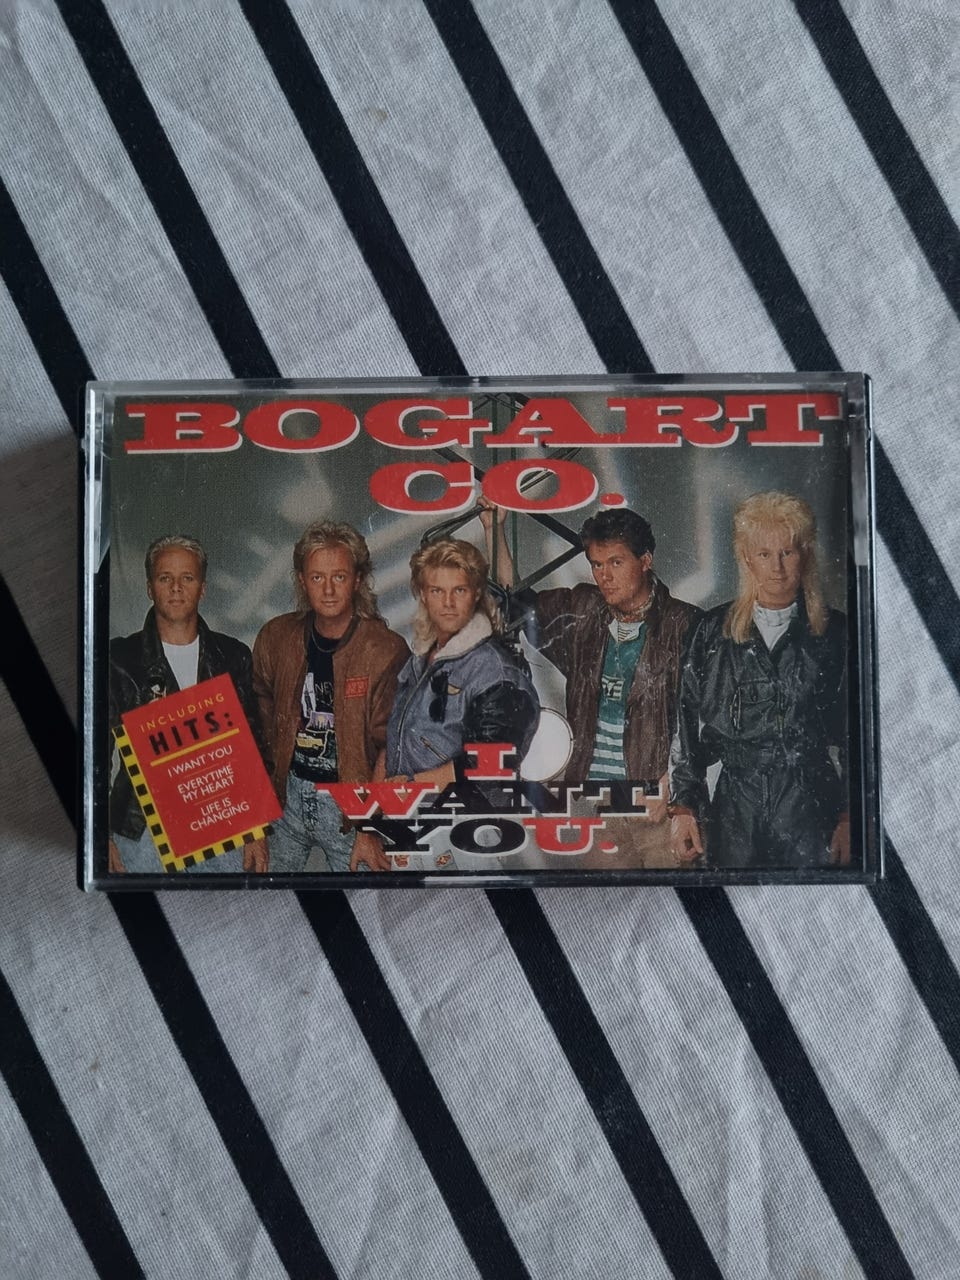 BOGART
CO.
INCLUDING
HITS:
I WANT YOU
EVERYTIME
MY HEART
LIFE IS
CHANGING
I
WANT
YOU.